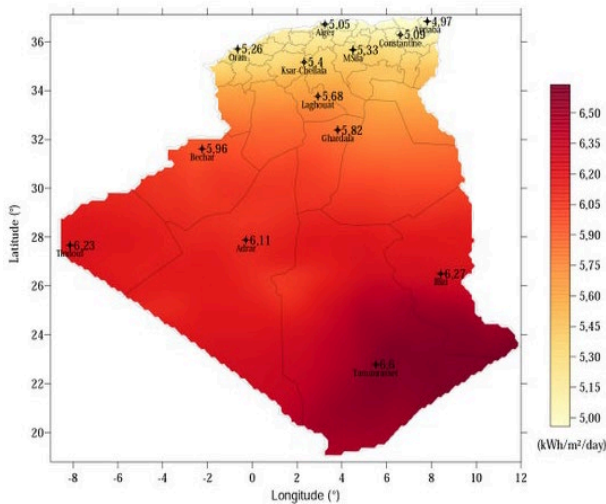 5,05
Alger
4,97
Annaba
5,09
Constantine
5,26
Oran
5,33
MSila
5,4
Ksar-Chellala
5,68
Laghouat
5,82
Ghardaia
5,96
Bechar
6,23
Tindouf
6,11
Adrar
6,27
Illizi
6,6
Tamanrasset
36
34
32
30
28
26
24
22
20
Latitude (°)
-8 -6 -4 -2 0 2 4 6 8 10 12
Longitude (°)
6,50
6,35
6,20
6,05
5,90
5,75
5,60
5,45
5,30
5,15
5,00
(kWh/m²/day)